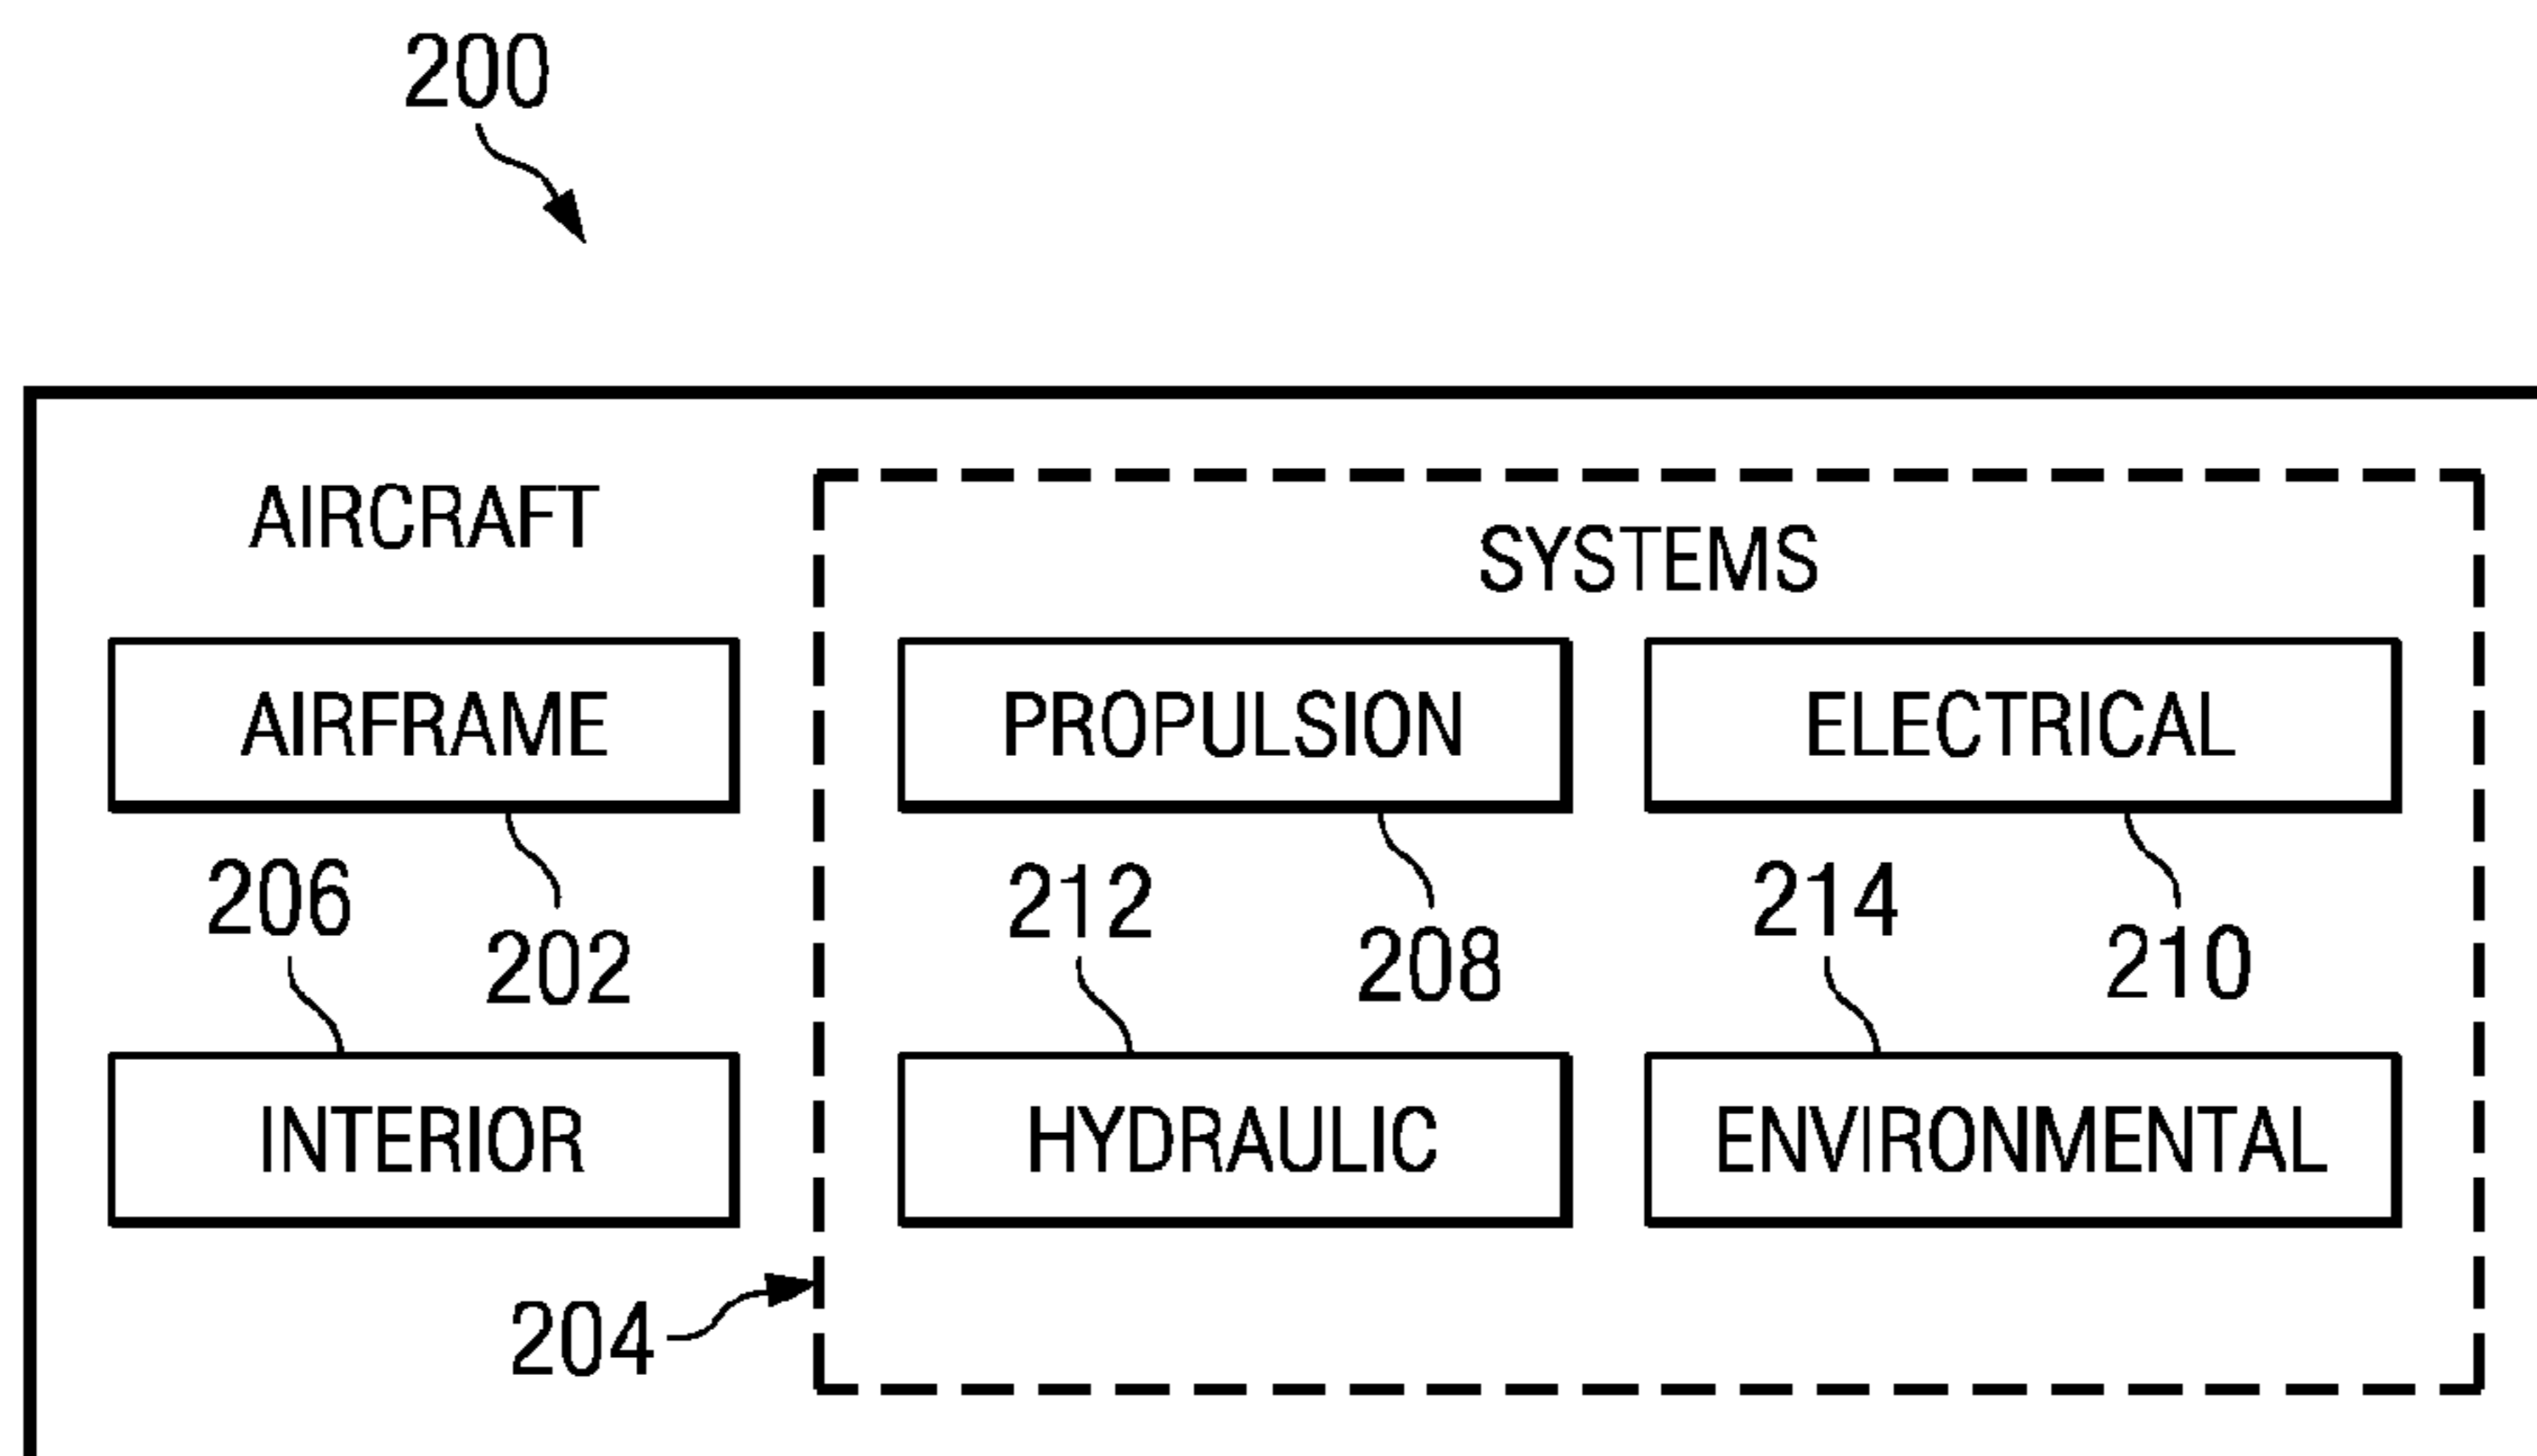 200
AIRCRAFT
SYSTEMS
AIRFRAME
PROPULSION
ELECTRICAL
206
202
212
208
214
210
INTERIOR
HYDRAULIC
ENVIRONMENTAL
204